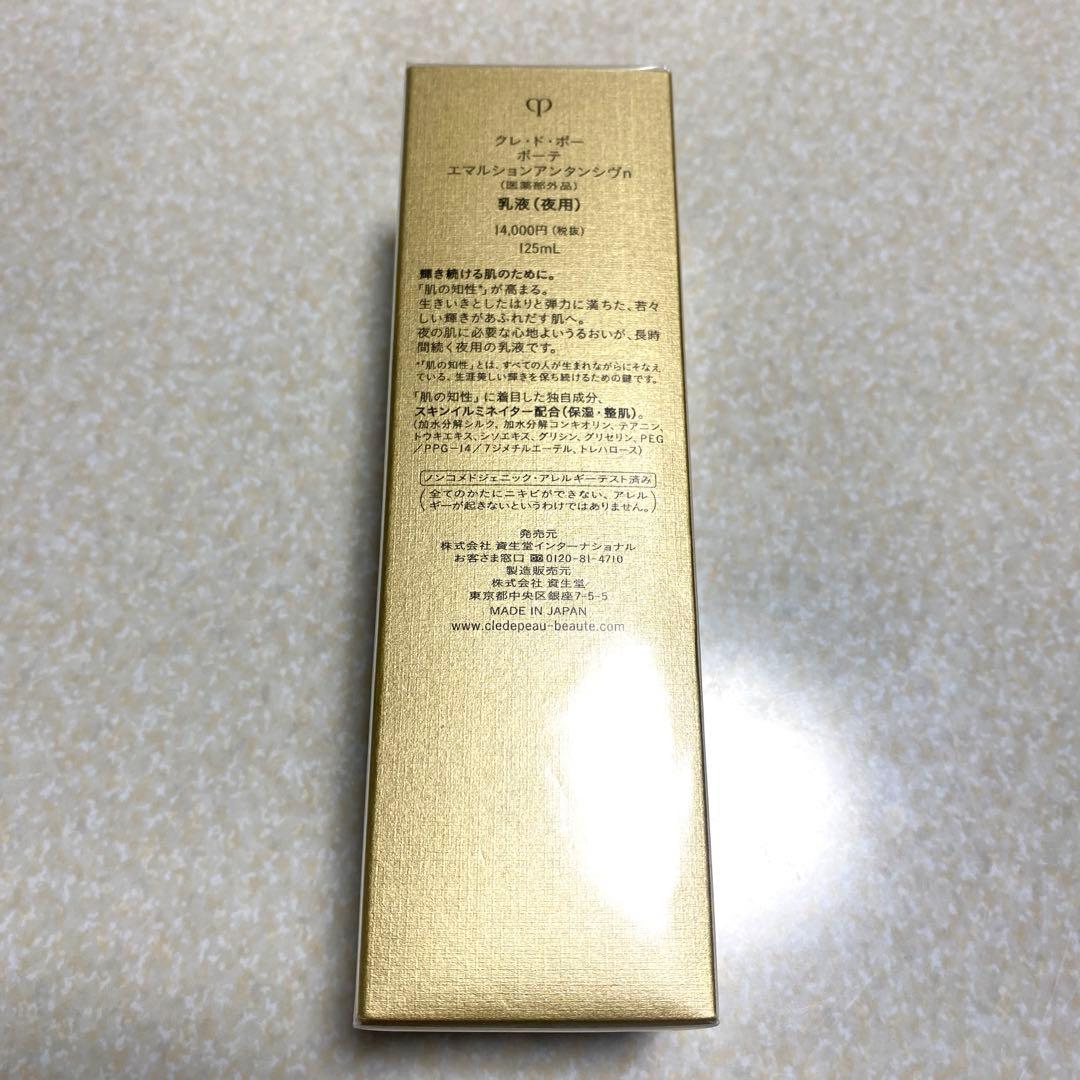 クレ・ド・ポー
ボーテ
エマルションアンタンシヴn
（医薬部外品）
乳液（夜用）
14,000円（税抜）
125mL
輝き続ける肌のために。
「肌の知性*」が高まる。
生きいきとしたはりと弾力に満ちた、若々
しい輝きがあふれだす肌へ。
夜の肌に必要な心地よいうるおいが、長時
間続く夜用の乳液です。
*「肌の知性」とは、すべての人が生まれながらにそなえ
ている。生涯美しい輝きを保ち続けるための鍵です。
「肌の知性」に着目した独自成分、
スキンイルミネイター配合（保湿・整肌）。
（加水分解シルク，加水分解コンキオリン、テアニン、
トウキエキス、シソエキス、グリシン、グリセリン、PEG
／PPG-14／7ジメチルエーテル、トレハロース）
ノンコメドジェニック・アレルギーテスト済み
（全てのかたにニキビができない、アレル
ギーが起きないというわけではありません。）
発売元
株式会社 資生堂インターナショナル
お客さま窓口 0120-81-4710
製造販売元
株式会社 資生堂
東京都中央区銀座7-5-5
MADE IN JAPAN
www.cledepeau-beaute.com